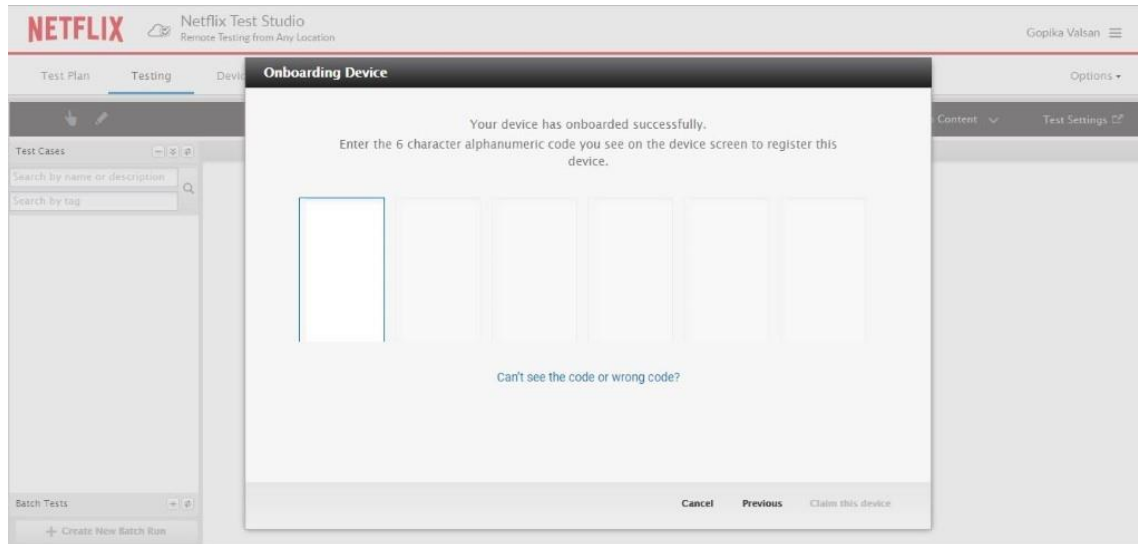 NETFLIX
Netflix Test Studio
Remote Testing from Any Location
Gopika Valsan
Test Plan
Testing
Devic
Options
Onboarding Device
Content
Test Settings
Your device has onboarded successfully.
Enter the 6 character alphanumeric code you see on the device screen to register this
device.
Test Cases
Search by name or description
Search by tag
Can't see the code or wrong code?
Batch Tests
Cancel
Previous
Claim this device
Create New Batch Run